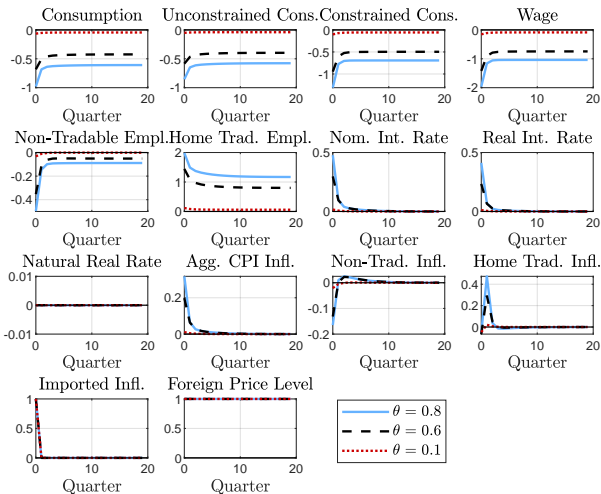 Consumption Unconstrained Cons. Constrained Cons. Wage
0 0 0 0
-0.5 -0.5 -0.5 -1
-1 -1 -1 -2
0 10 20 0 10 20 0 10 20 0 10 20
Quarter Quarter Quarter Quarter
Non-Tradable Empl. Home Trad. Empl. Nom. Int. Rate Real Int. Rate
0 2 0.5 0.5
-0.2 1
-0.4 0 0 0
0 10 20 0 10 20 0 10 20 0 10 20
Quarter Quarter Quarter Quarter
Natural Real Rate Agg. CPI Infl. Non-Trad. Infl. Home Trad. Infl.
0.01 0.2 0 0.4
0 -0.1 0.2
-0.01 0 -0.2 0
0 10 20 0 10 20 0 10 20 0 10 20
Quarter Quarter Quarter Quarter
Imported Infl. Foreign Price Level
1 1
0.5 0.5
0 0
0 10 20 0 10 20
Quarter Quarter
θ = 0.8
θ = 0.6
θ = 0.1